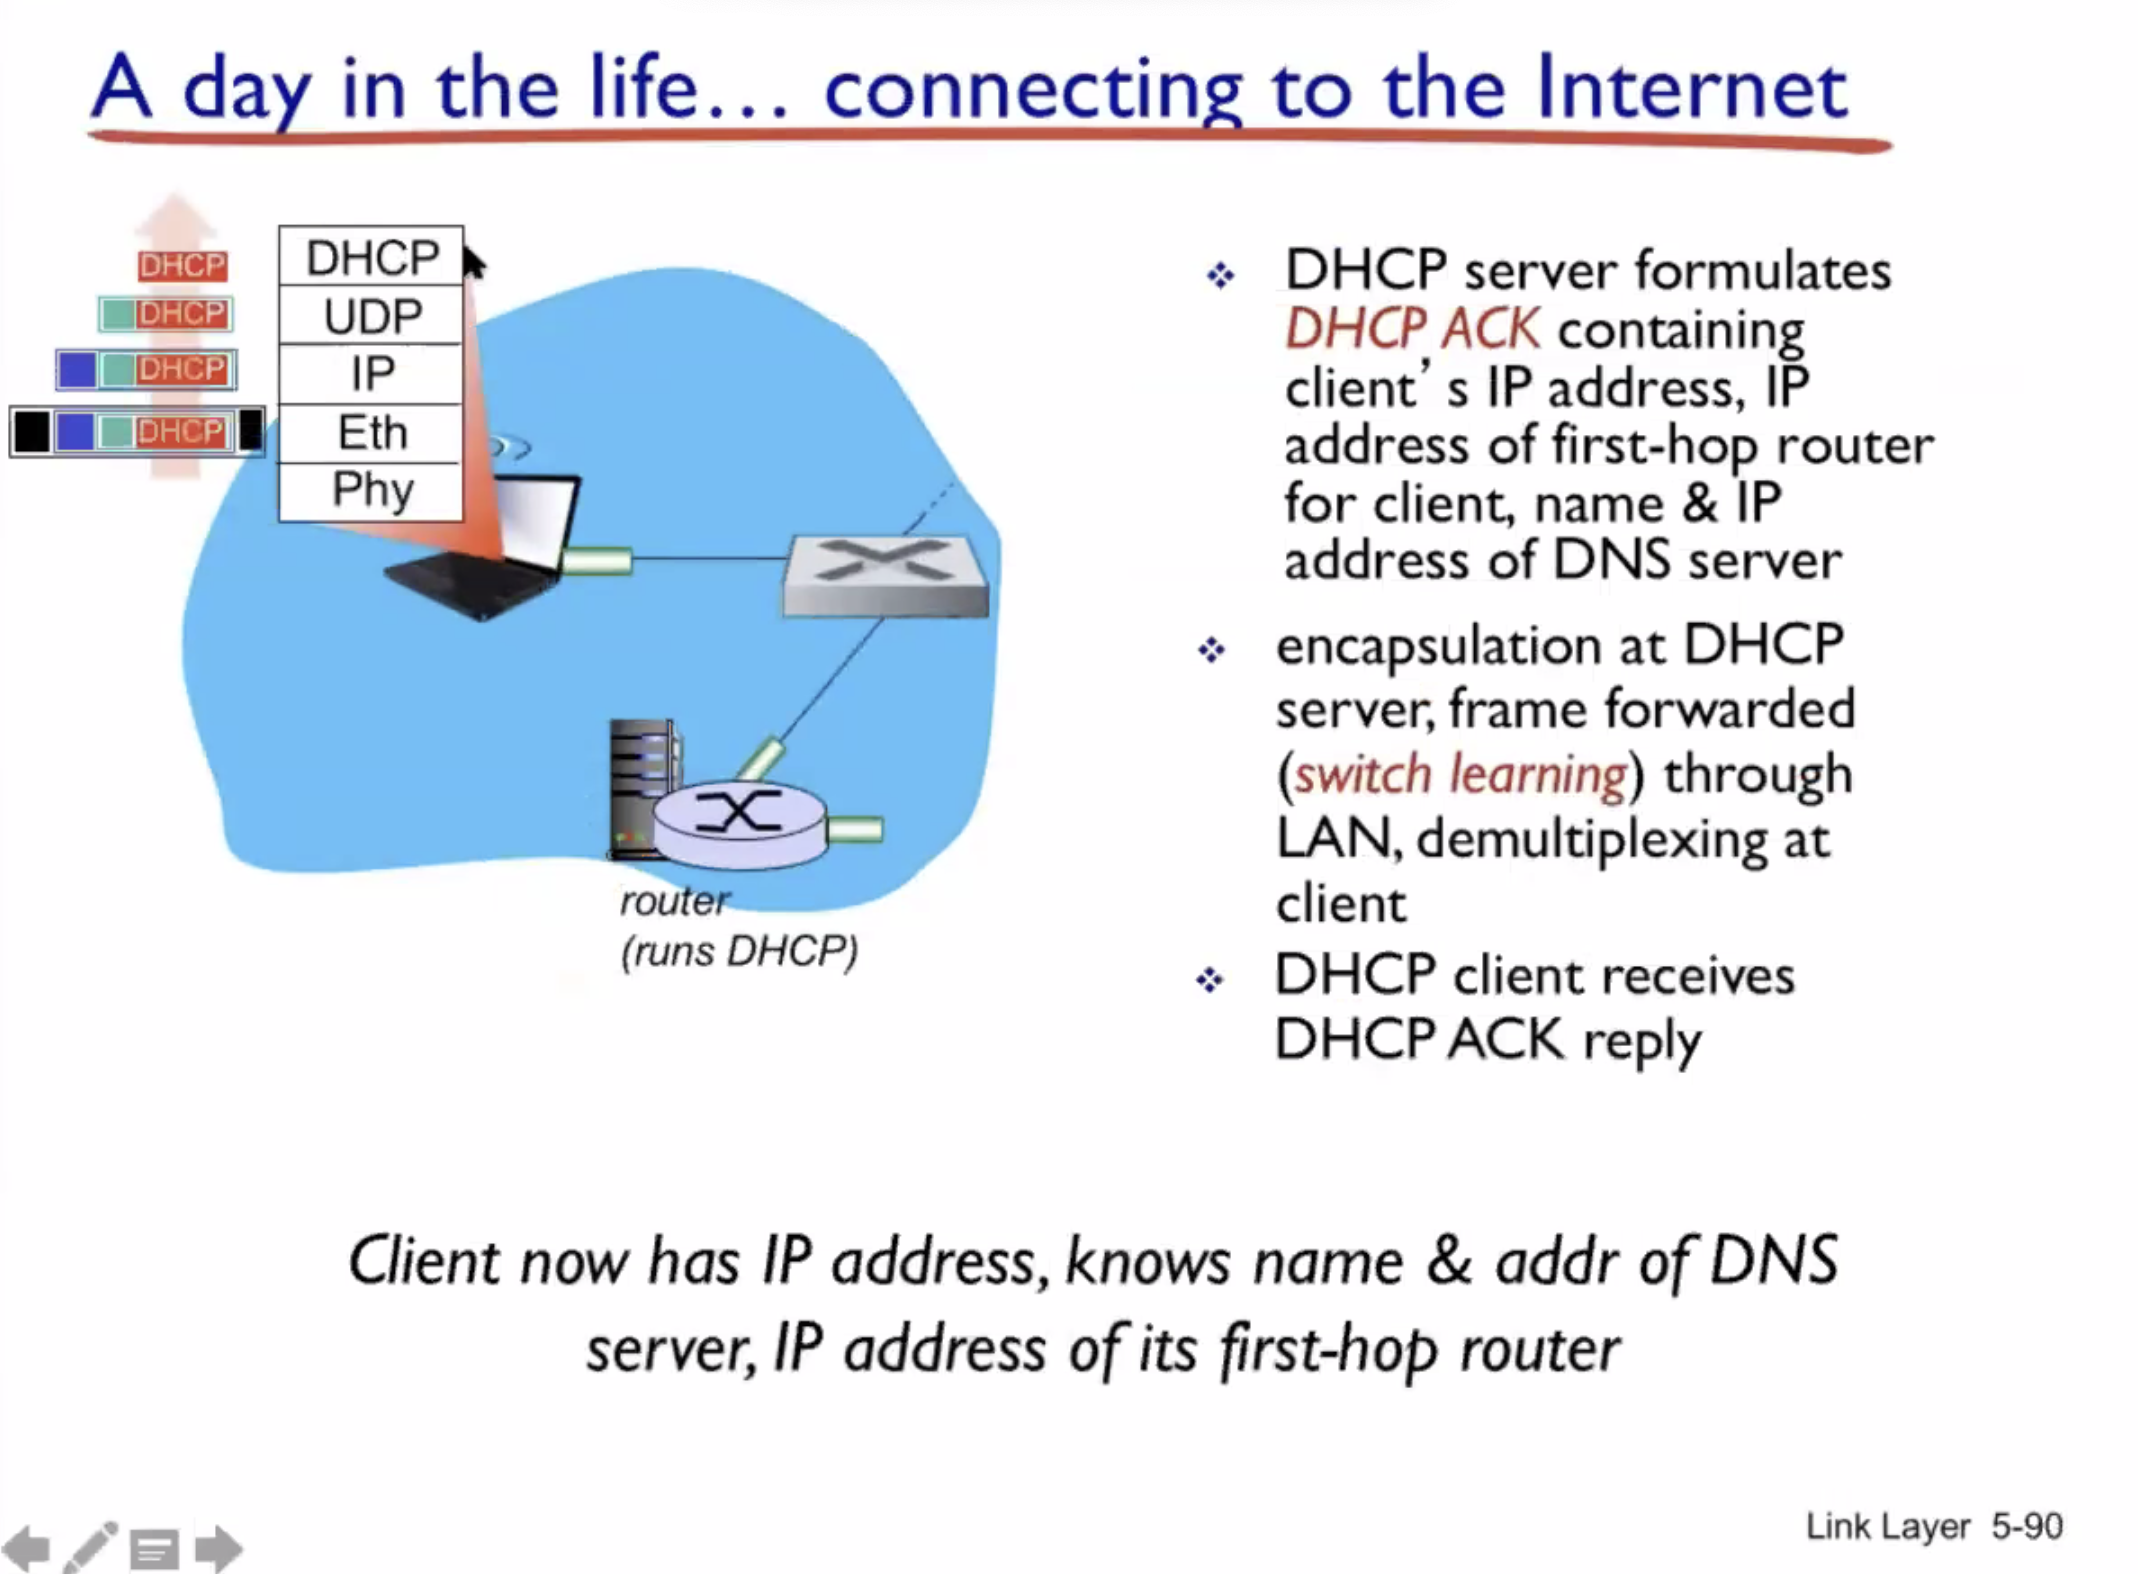 A day in the life... connecting to the Internet
DHCP
DHCP
DHCP
DHCP
DHCP
UDP
IP
Eth
Phy
router
(runs DHCP)
DHCP server formulates
DHCP ACK containing
client's IP address, IP
address of first-hop router
for client, name & IP
address of DNS server
encapsulation at DHCP
server, frame forwarded
(switch learning) through
LAN, demultiplexing at
client
DHCP client receives
DHCP ACK reply
Client now has IP address, knows name & addr of DNS
server, IP address of its first-hop router
Link Layer 5-90